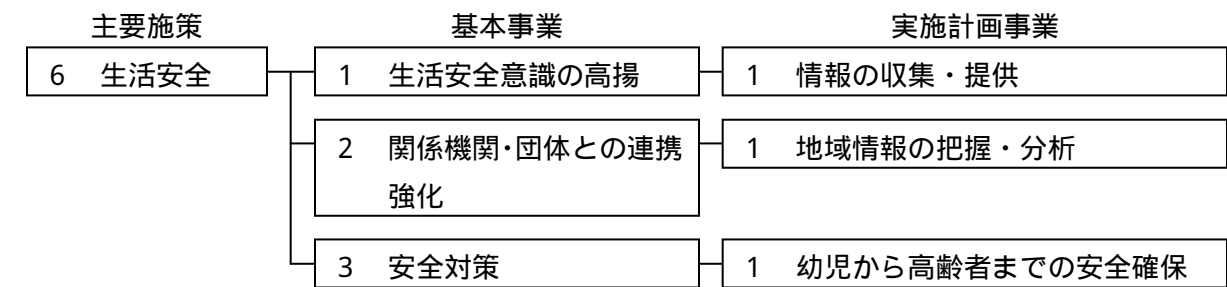 主要施策 基本事業 実施計画事業
6 生活安全 1 生活安全意識の高揚 1 情報の収集・提供
2 関係機関・団体との連携 1 地域情報の把握・分析
強化
3 安全対策 1 幼児から高齢者までの安全確保